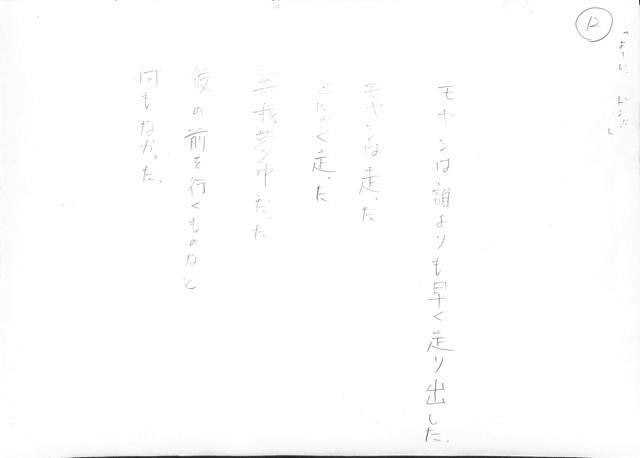 12
「よーい、ドン!!」
モヤシは誰よりも早く走り出した.
モヤシは走った
とにかく走った
無我夢中だった
彼の前を行くものなど
何もなかった.